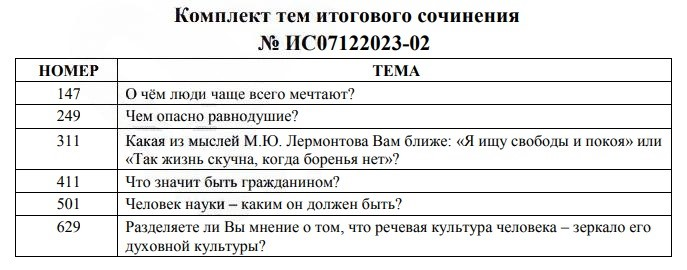 Комплект тем итогового сочинения
№ ИС07122023-02
НОМЕР ТЕМА
147 О чём люди чаще всего мечтают?
249 Чем опасно равнодушие?
311 Какая из мыслей М.Ю. Лермонтова Вам ближе: «Я ищу свободы и покоя» или
«Так жизнь скучна, когда боренья нет»?
411 Что значит быть гражданином?
501 Человек науки – каким он должен быть?
629 Разделяете ли Вы мнение о том, что речевая культура человека – зеркало его
духовной культуры?